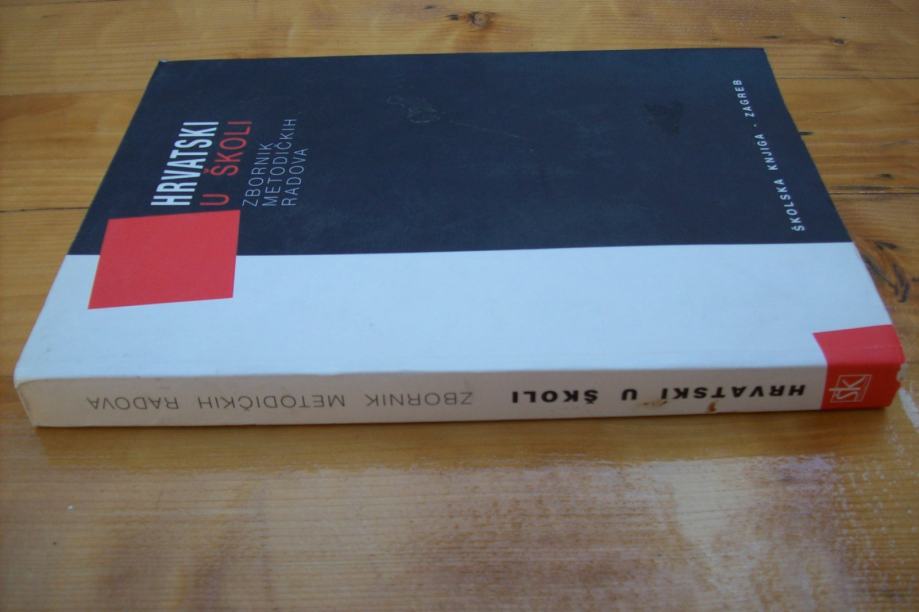 HRVATSKI
U ŠKOLI
ZBORNIK
METODIČKIH
RADOVA
ŠKOLSKA KNJIGA · ZAGREB
HRVATSKI U ŠKOLI ZBORNIK METODIČKIH RADOVA
ŠK